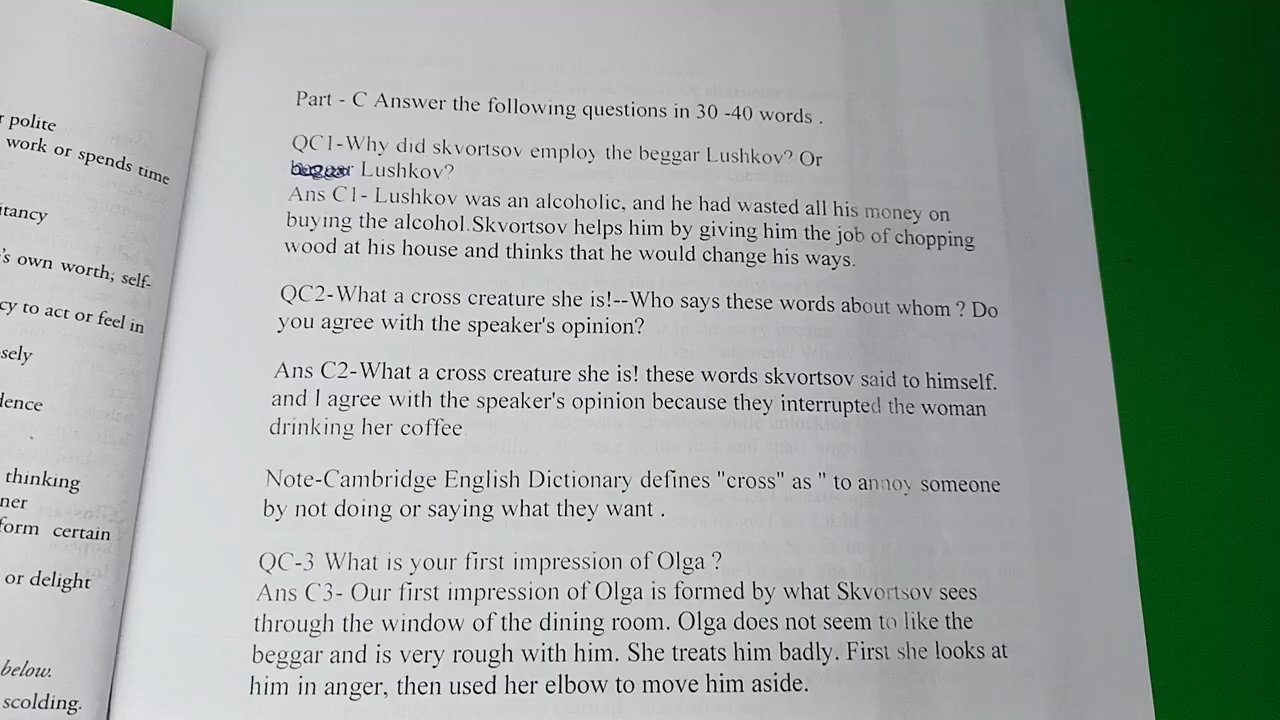 r polite
work or spends time
itancy
's own worth; self-
cy to act or feel in
sely
dence
thinking
ner
form certain
or delight
below.
scolding.
Part - C Answer the following questions in 30 -40 words .
QC1-Why did skvortsov employ the beggar Lushkov? Or
beggar Lushkov?
Ans C1- Lushkov was an alcoholic, and he had wasted all his money on
buying the alcohol.Skvortsov helps him by giving him the job of chopping
wood at his house and thinks that he would change his ways.
QC2-What a cross creature she is!--Who says these words about whom ? Do
you agree with the speaker's opinion?
Ans C2-What a cross creature she is! these words skvortsov said to himself.
and I agree with the speaker's opinion because they interrupted the woman
drinking her coffee
Note-Cambridge English Dictionary defines "cross" as " to annoy someone
by not doing or saying what they want .
QC-3 What is your first impression of Olga ?
Ans C3- Our first impression of Olga is formed by what Skvortsov sees
through the window of the dining room. Olga does not seem to like the
beggar and is very rough with him. She treats him badly. First she looks at
him in anger, then used her elbow to move him aside.